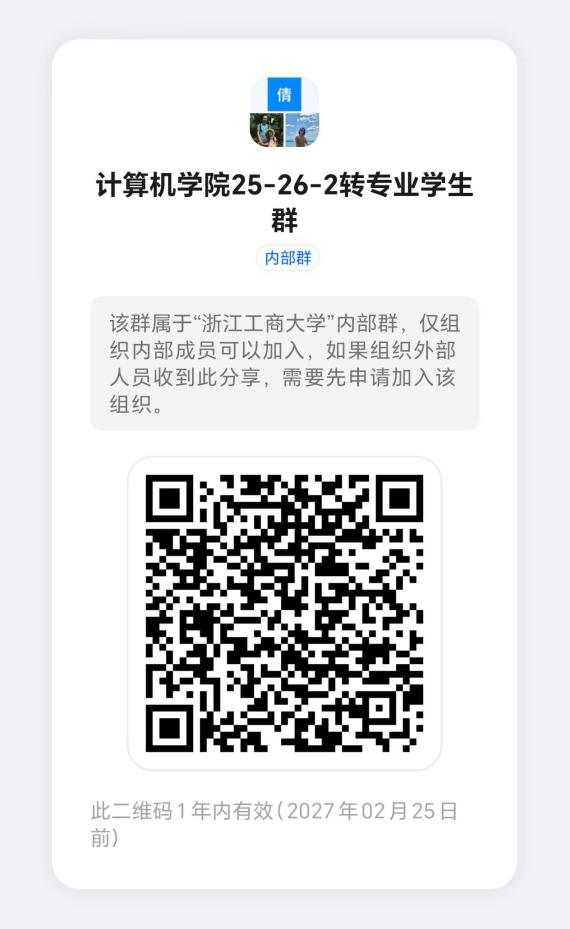 倩
计算机学院25-26-2转专业学生
群
内部群
该群属于“浙江工商大学”内部群，仅组
织内部成员可以加入，如果组织外部
人员收到此分享，需要先申请加入该
组织。
此二维码1年内有效(2027年02月25日
前)